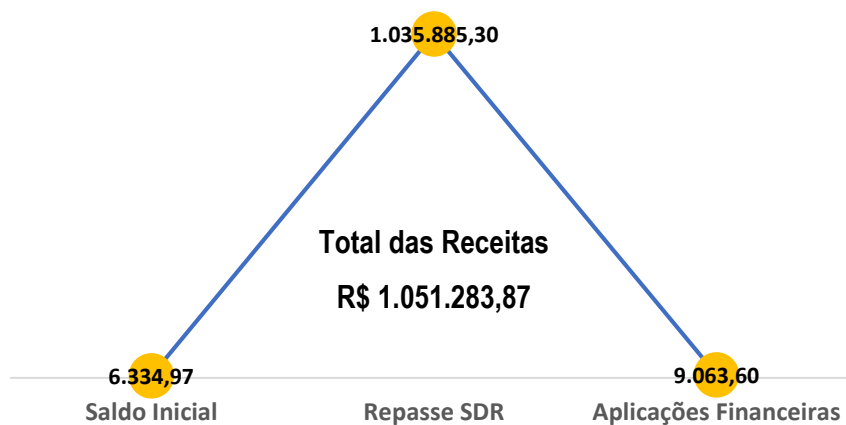 1.035.885,30
Total das Receitas
R$ 1.051.283,87
6.334,97
9.063,60
Saldo Inicial
Repasse SDR
Aplicações Financeiras